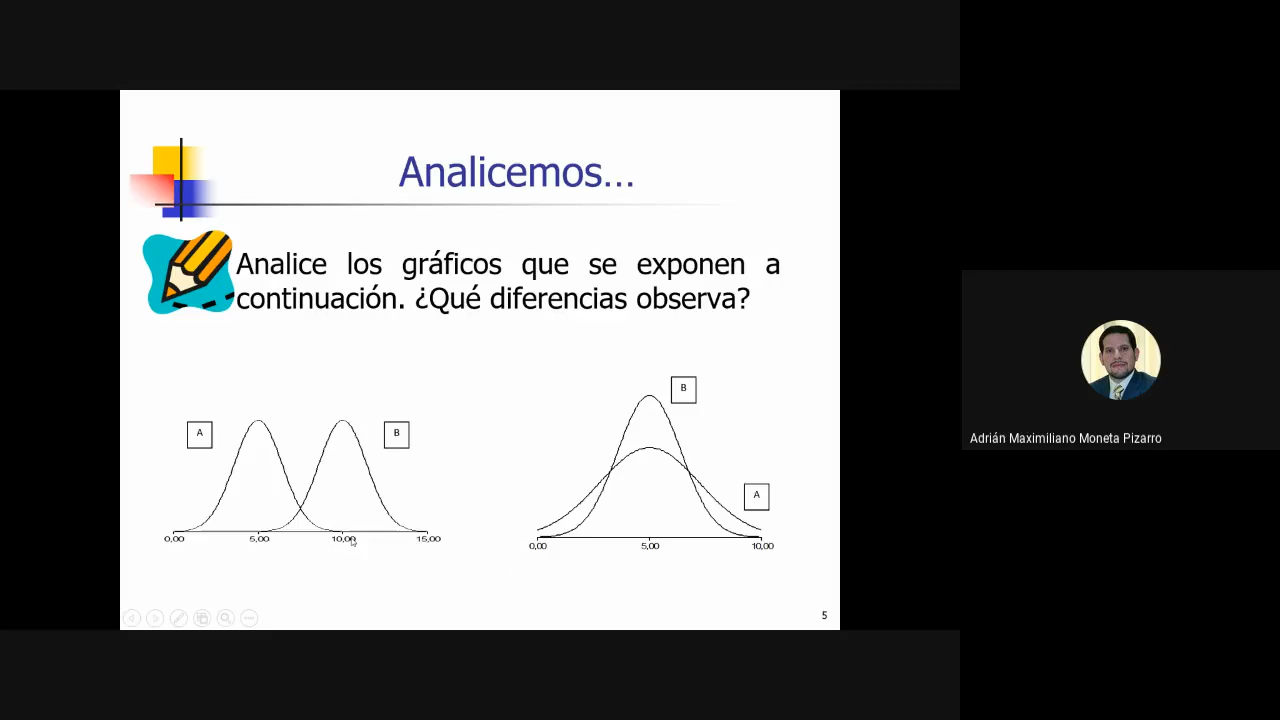 Analicemos...
Analice los gráficos que se exponen a
continuación. ¿Qué diferencias observa?
A
B
0,00 5,00 10,00 15,00
B
A
0,00 5,00 10,00
5
Adrián Maximiliano Moneta Pizarro